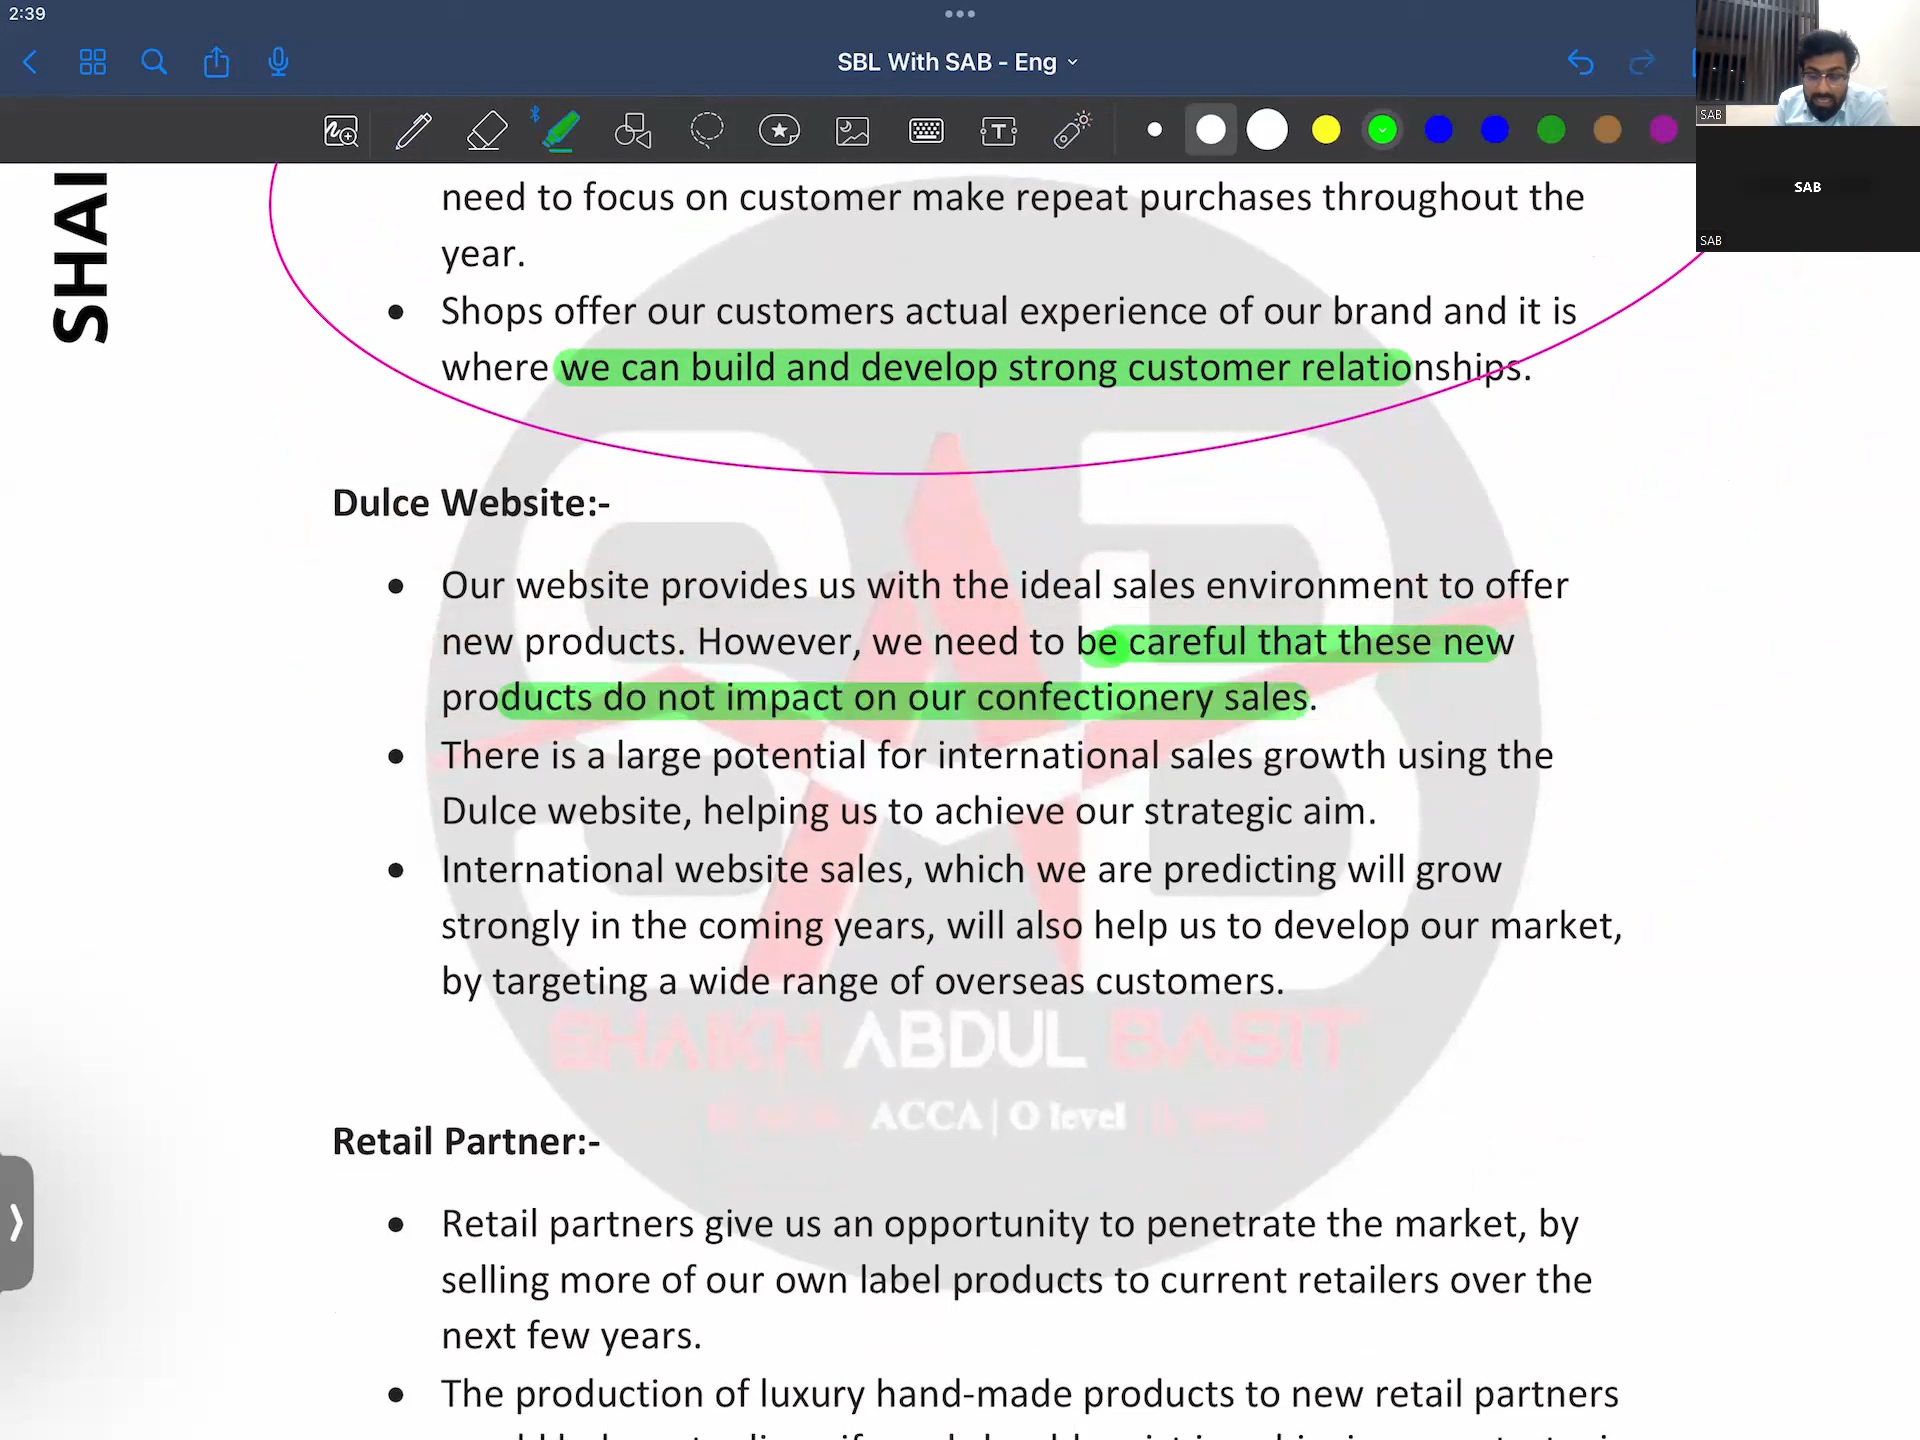 2:39
SBL With SAB - Eng
SAB
SAB
SAB
SHAI
need to focus on customer make repeat purchases throughout the
year.
• Shops offer our customers actual experience of our brand and it is
where we can build and develop strong customer relationships.
Dulce Website:-
• Our website provides us with the ideal sales environment to offer
new products. However, we need to be careful that these new
products do not impact on our confectionery sales.
• There is a large potential for international sales growth using the
Dulce website, helping us to achieve our strategic aim.
• International website sales, which we are predicting will grow
strongly in the coming years, will also help us to develop our market,
by targeting a wide range of overseas customers.
SHAIKH ABDUL BASIT
ACCA | O level
Retail Partner:-
• Retail partners give us an opportunity to penetrate the market, by
selling more of our own label products to current retailers over the
next few years.
• The production of luxury hand-made products to new retail partners